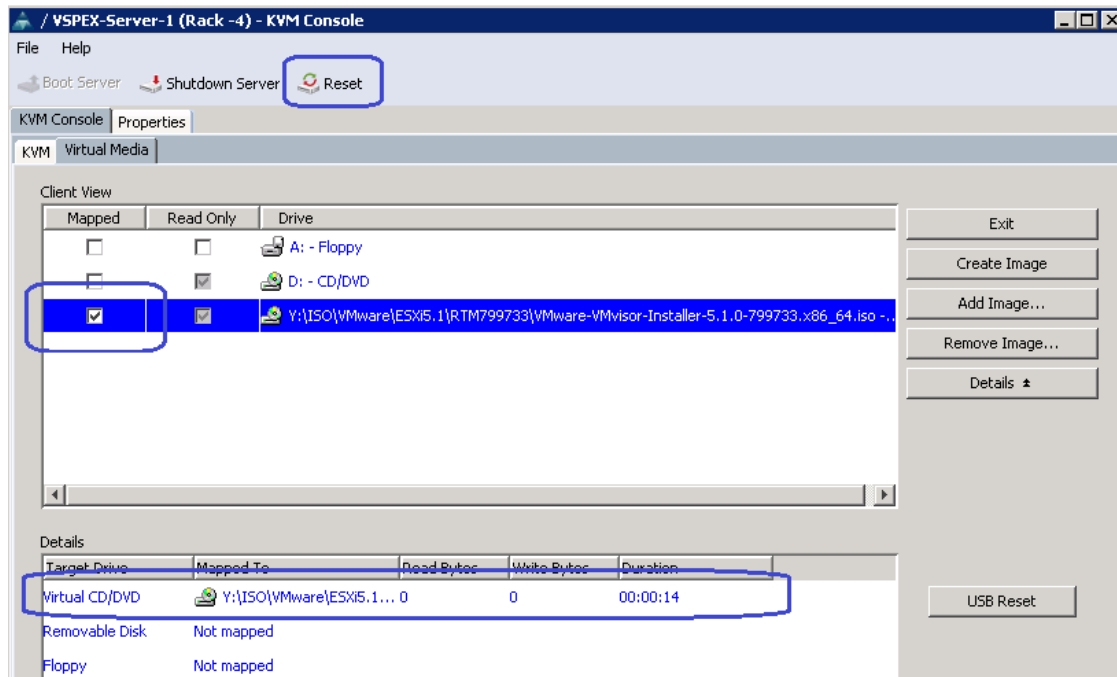 / VSPEX-Server-1 (Rack -4) - KVM Console
File Help
Boot Server Shutdown Server Reset
KVM Console Properties
KVM Virtual Media
Client View
Mapped Read Only Drive
A: - Floppy
D: - CD/DVD
Y:\ISO\VMware\ESXi5.1\RTM799733\VMware-VMvisor-Installer-5.1.0-799733.x86_64.iso -..
Exit
Create Image
Add Image...
Remove Image...
Details
Details
Target Drive Mapped To Read Bytes Write Bytes Duration
Virtual CD/DVD Y:\ISO\VMware\ESXi5.1... 0 0 00:00:14
Removable Disk Not mapped
Floppy Not mapped
USB Reset